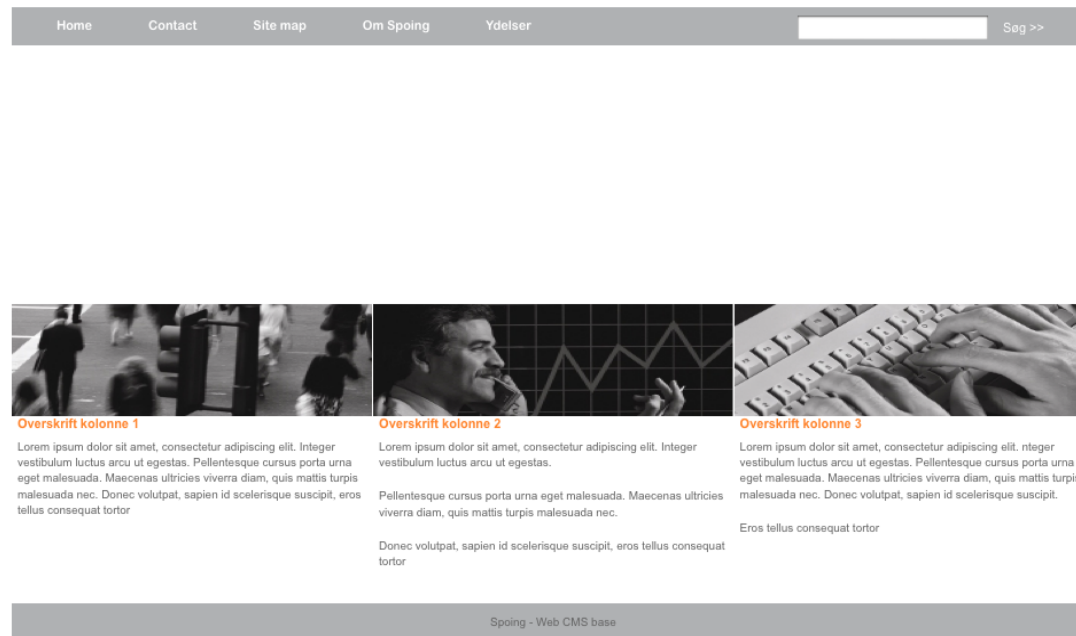 Home Contact Site map Om Spoing Ydelser Søg >>
Overskrift kolonne 1
Lorem ipsum dolor sit amet, consectetur adipiscing elit. Integer
vestibulum luctus arcu ut egestas. Pellentesque cursus porta urna
eget malesuada. Maecenas ultricies viverra diam, quis mattis turpis
malesuada nec. Donec volutpat, sapien id scelerisque suscipit, eros
tellus consequat tortor
Overskrift kolonne 2
Lorem ipsum dolor sit amet, consectetur adipiscing elit. Integer
vestibulum luctus arcu ut egestas.
Pellentesque cursus porta urna eget malesuada. Maecenas ultricies
viverra diam, quis mattis turpis malesuada nec.
Donec volutpat, sapien id scelerisque suscipit, eros tellus consequat
tortor
Overskrift kolonne 3
Lorem ipsum dolor sit amet, consectetur adipiscing elit. nteger
vestibulum luctus arcu ut egestas. Pellentesque cursus porta urna
eget malesuada. Maecenas ultricies viverra diam, quis mattis turpis
malesuada nec. Donec volutpat, sapien id scelerisque suscipit.
Eros tellus consequat tortor
Spoing - Web CMS base